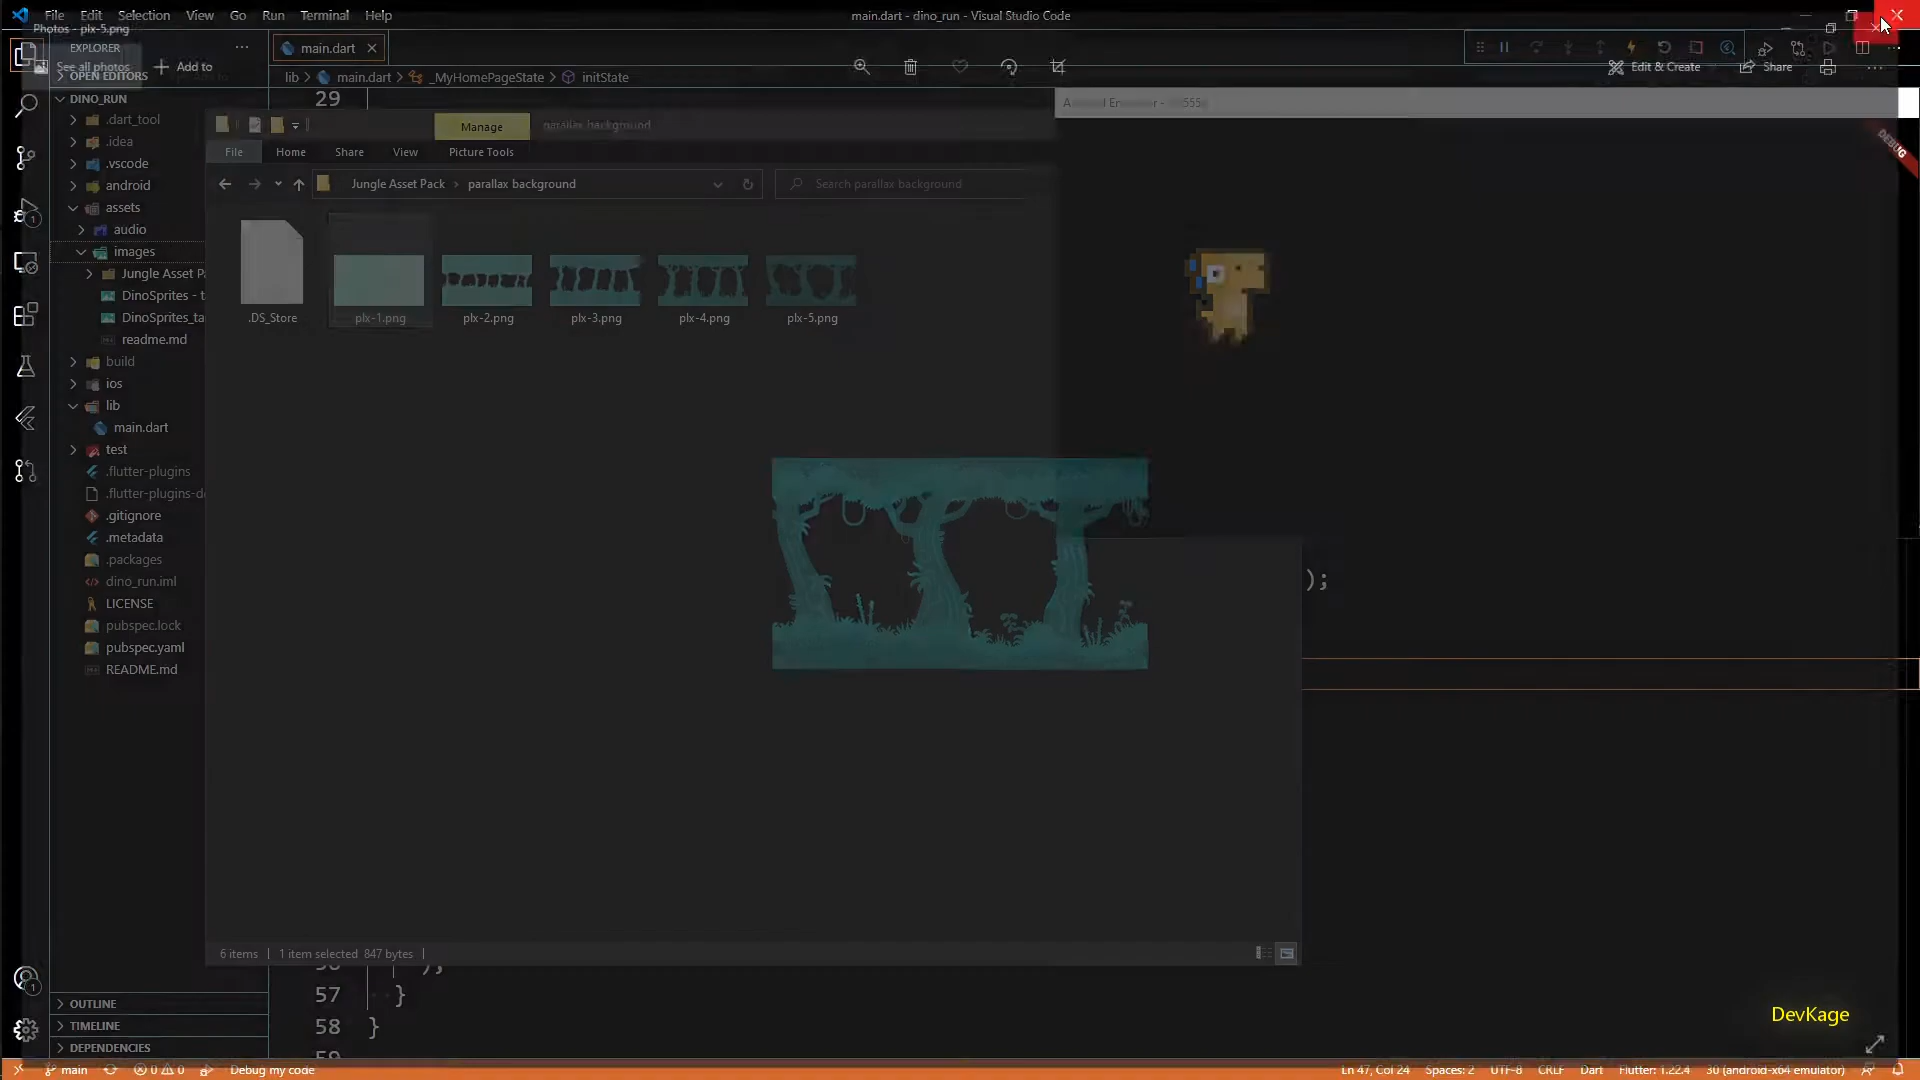 File Edit Selection View Go Run Terminal Help
main.dart - dino_run - Visual Studio Code
Photos - plx-5.png
EXPLORER
main.dart
See all photos
Add to
Edit & Create
Share
OPEN EDITORS
lib > main.dart > _MyHomePageState > initState
DINO_RUN
29
.dart_tool
.idea
.vscode
android
assets
audio
images
Jungle Asset P
DinoSprites - t
DinoSprites_ta
readme.md
build
ios
lib
main.dart
test
.flutter-plugins
.flutter-plugins-d
.gitignore
.metadata
.packages
dino_run.iml
LICENSE
pubspec.lock
pubspec.yaml
README.md
Manage
parallax background
File
Home
Share
View
Picture Tools
Jungle Asset Pack > parallax background
Search parallax background
.DS_Store
plx-1.png
plx-2.png
plx-3.png
plx-4.png
plx-5.png
DEBUG
);
6 items
1 item selected 847 bytes
);
57 }
58 }
59
DevKage
OUTLINE
TIMELINE
DEPENDENCIES
main
0 0
Debug my code
Ln 47, Col 24
Spaces: 2
UTF-8
CRLF
Dart
Flutter: 1.22.4
30 (android-x64 emulator)